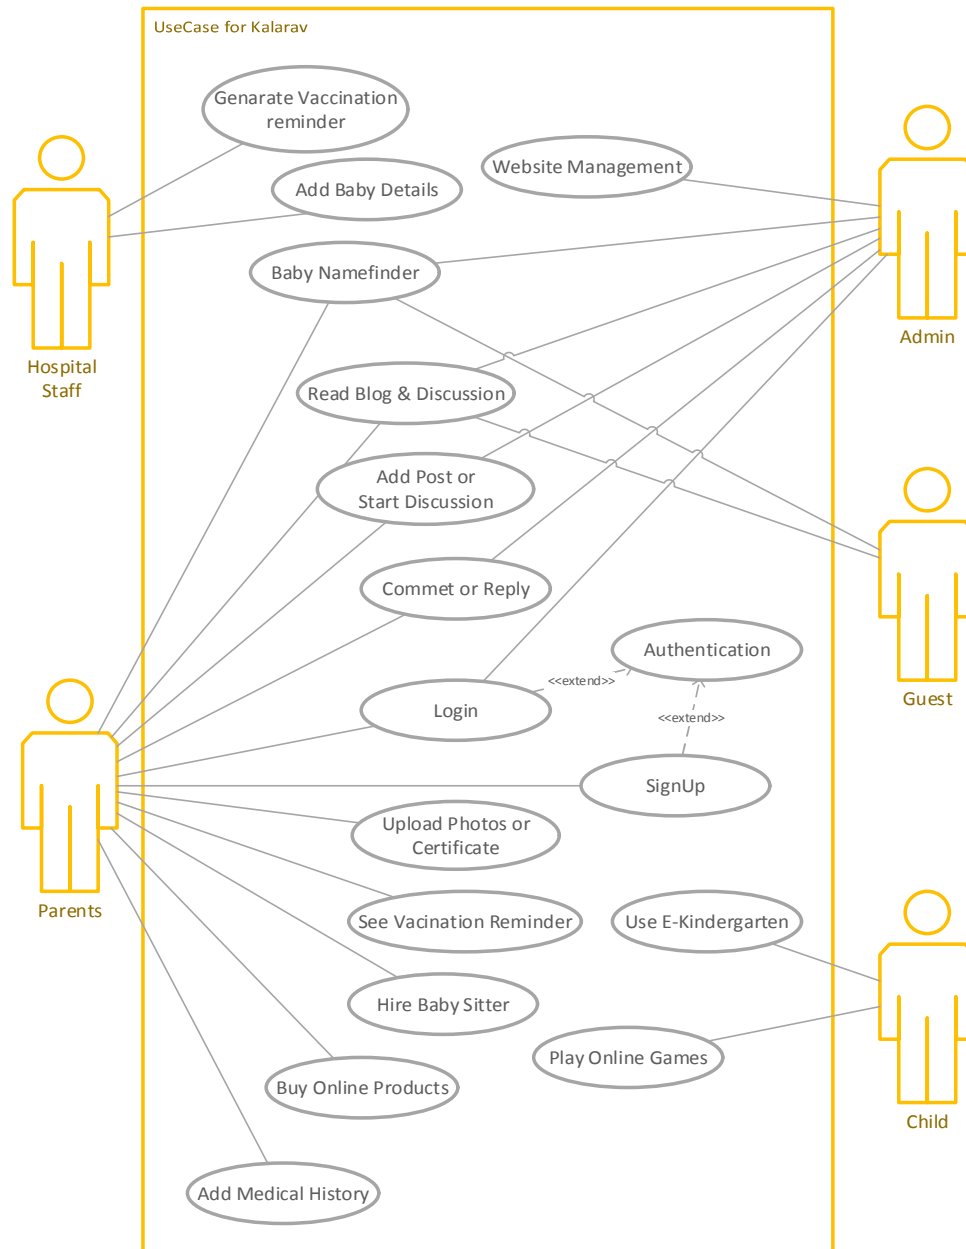 UseCase for Kalarav
Genarate Vaccination
reminder
Website Management
Add Baby Details
Baby Namefinder
Admin
Hospital
Staff
Read Blog & Discussion
Add Post or
Start Discussion
Commet or Reply
Authentication
<<extend>>
Guest
Login
<<extend>>
SignUp
Upload Photos or
Certificate
Parents
See Vacination Reminder
Use E-Kindergarten
Hire Baby Sitter
Play Online Games
Buy Online Products
Child
Add Medical History